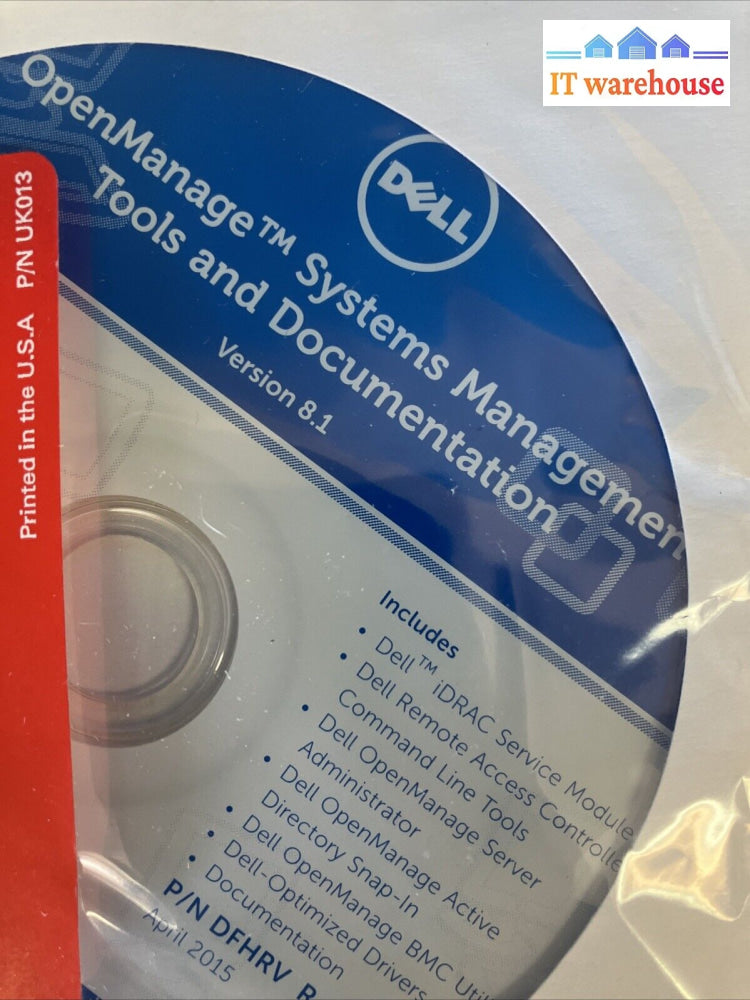 IT warehouse
OpenManage™ Systems Managemen
Tools and Documentation
Version 8.1
DELL
Printed in the U.S.A P/N UK013
Includes
• Dell™ iDRAC Service Module
• Dell Remote Access Controlle
Command Line Tools
• Dell OpenManage Server
Administrator
• Dell OpenManage Active
Directory Snap-In
• Dell OpenManage BMC Util
• Dell-Optimized Drivers
• Documentation
P/N DFHRV R
April 2015